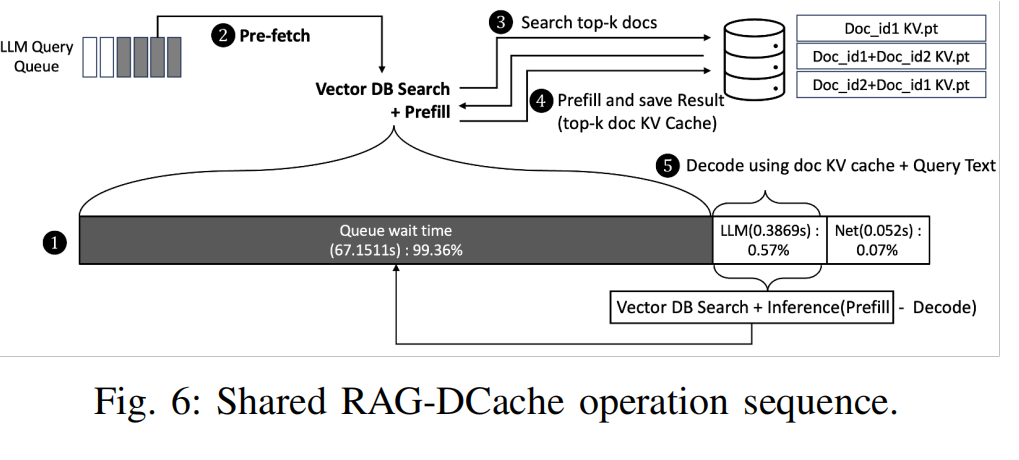 LLM Query
Queue
2 Pre-fetch
3 Search top-k docs
Doc_id1 KV.pt
Doc_id1+Doc_id2 KV.pt
Doc_id2+Doc_id1 KV.pt
Vector DB Search
+ Prefill
4 Prefill and save Result
(top-k doc KV Cache)
5 Decode using doc KV cache + Query Text
1
Queue wait time
(67.1511s) : 99.36%
LLM(0.3869s) :
0.57%
Net(0.052s) :
0.07%
Vector DB Search + Inference(Prefill - Decode)
Fig. 6: Shared RAG-DCache operation sequence.